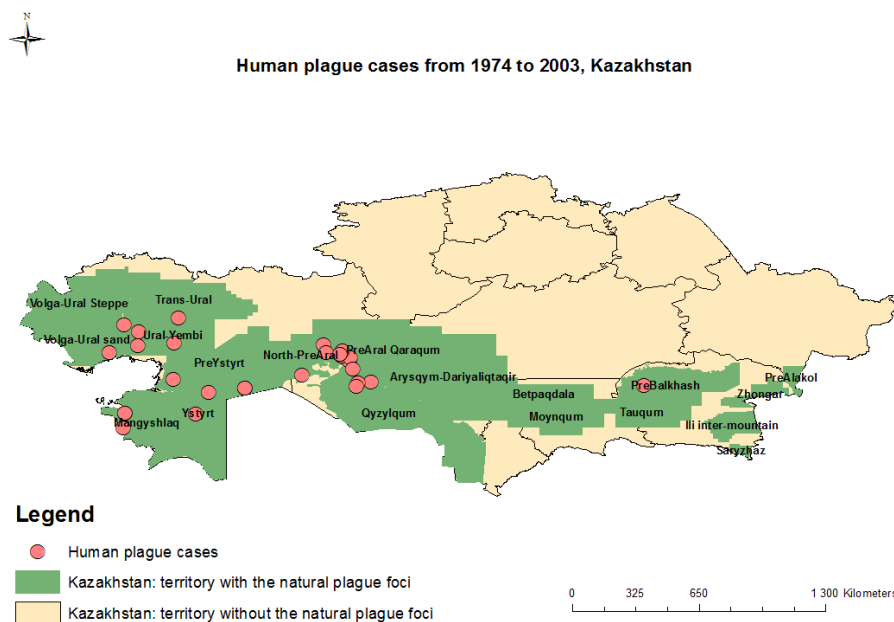 N
Human plague cases from 1974 to 2003, Kazakhstan
Volga-Ural Steppe
Trans-Ural
Volga-Ural sand
Ural-Yembi
PreYstyrt
North-PreAral
PreAral Qaraqum
Arysqym-Dariyaliqtaqir
Qyzylqum
Mangyshlaq
Ystyrt
Betpaqdala
Moynqum
Tauqum
PreBalkhash
PreAlakol
Zhongar
Ili inter-mountain
Saryzhaz
Legend
Human plague cases
Kazakhstan: territory with the natural plague foci
Kazakhstan: territory without the natural plague foci
0 325 650 1 300 Kilometers